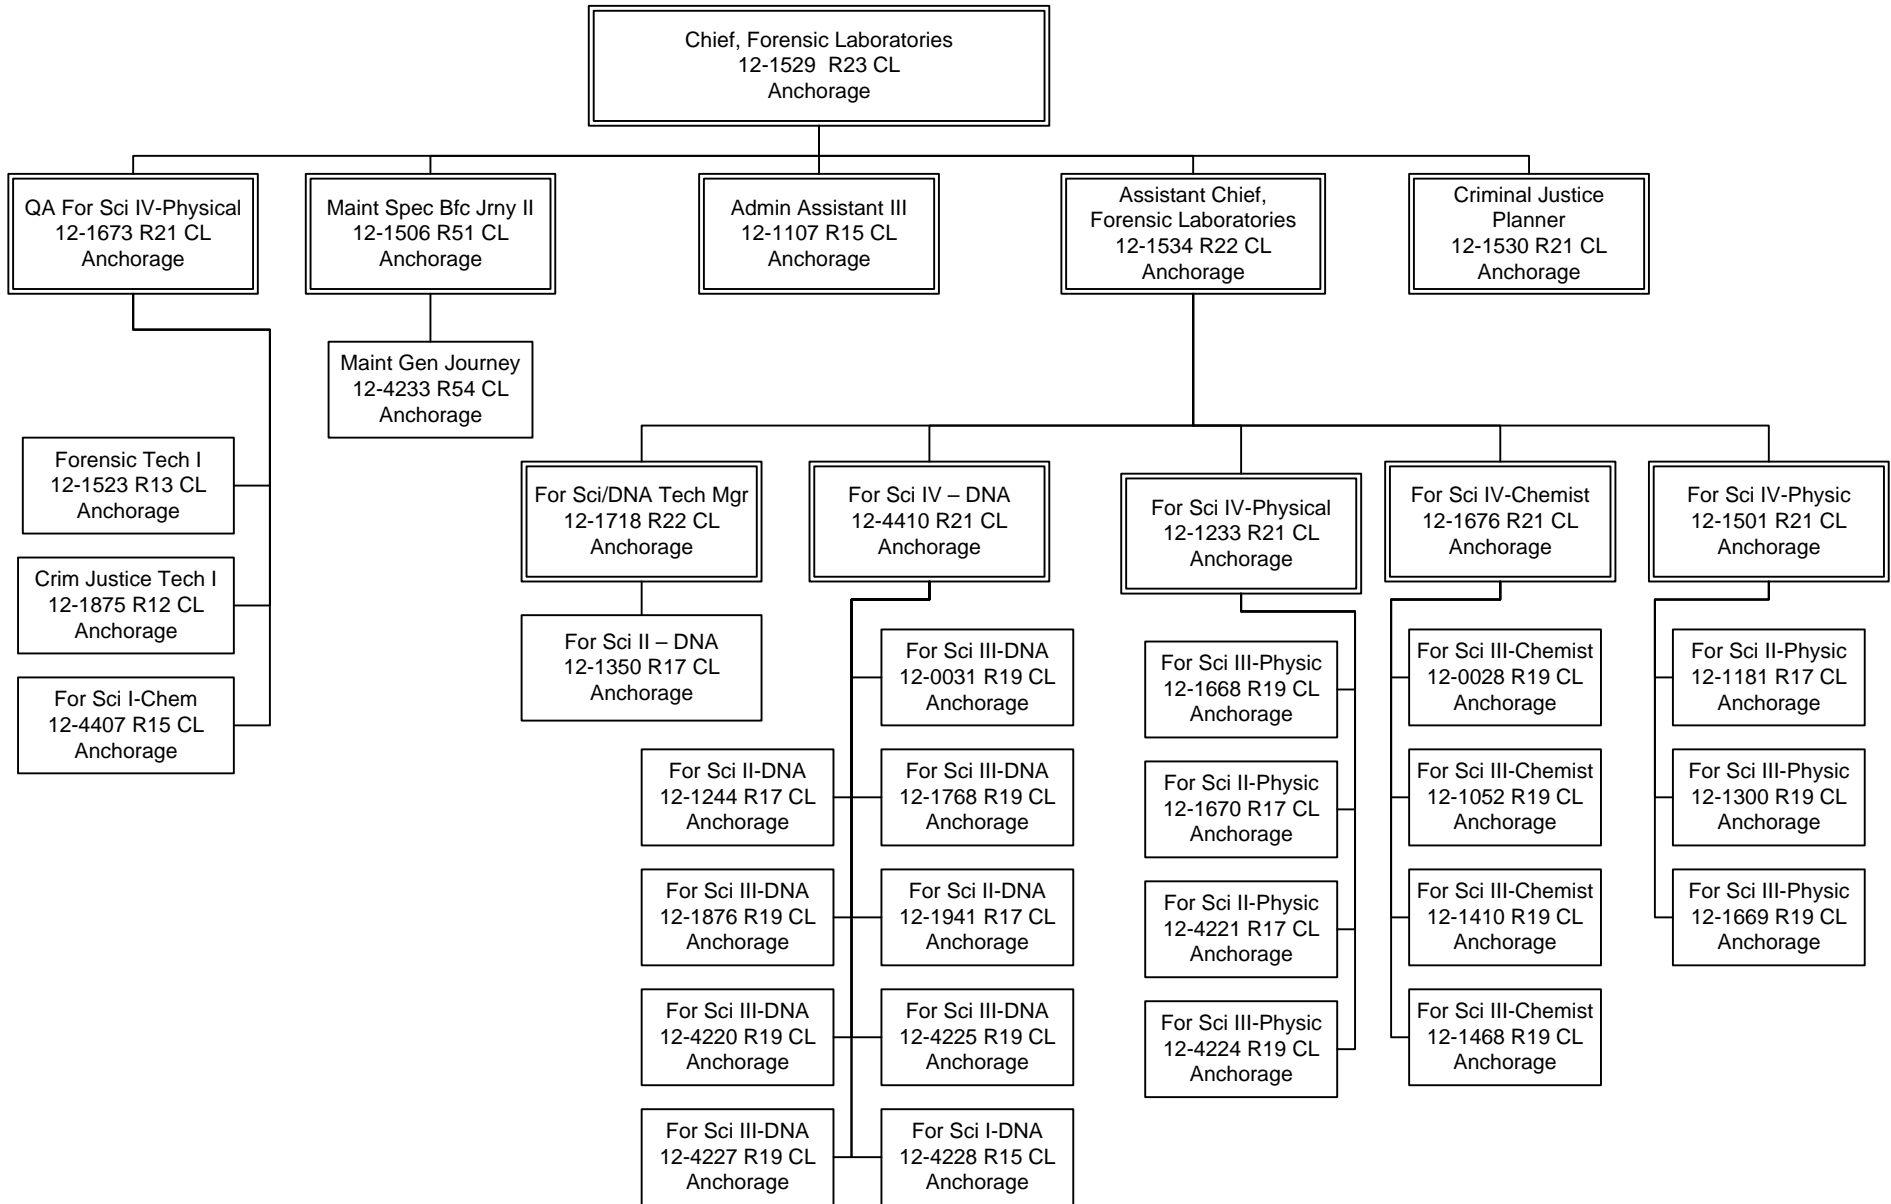 Chief, Forensic Laboratories
12-1529  R23 CL
Anchorage
QA For Sci IV-Physical
12-1673 R21 CL
Anchorage
Maint Spec Bfc Jrny II
12-1506 R51 CL
Anchorage
Admin Assistant III
12-1107 R15 CL
Anchorage
Assistant Chief,
Forensic Laboratories
12-1534 R22 CL
Anchorage
Criminal Justice
Planner
12-1530 R21 CL
Anchorage
Maint Gen Journey
12-4233 R54 CL
Anchorage
Forensic Tech I
12-1523 R13 CL
Anchorage
Crim Justice Tech I
12-1875 R12 CL
Anchorage
For Sci I-Chem
12-4407 R15 CL
Anchorage
For Sci/DNA Tech Mgr
12-1718 R22 CL
Anchorage
For Sci II – DNA
12-1350 R17 CL
Anchorage
For Sci IV – DNA
12-4410 R21 CL
Anchorage
For Sci III-DNA
12-0031 R19 CL
Anchorage
For Sci II-DNA
12-1244 R17 CL
Anchorage
For Sci III-DNA
12-1768 R19 CL
Anchorage
For Sci III-DNA
12-1876 R19 CL
Anchorage
For Sci II-DNA
12-1941 R17 CL
Anchorage
For Sci III-DNA
12-4220 R19 CL
Anchorage
For Sci III-DNA
12-4225 R19 CL
Anchorage
For Sci III-DNA
12-4227 R19 CL
Anchorage
For Sci I-DNA
12-4228 R15 CL
Anchorage
For Sci IV-Physical
12-1233 R21 CL
Anchorage
For Sci III-Physic
12-1668 R19 CL
Anchorage
For Sci II-Physic
12-1670 R17 CL
Anchorage
For Sci II-Physic
12-4221 R17 CL
Anchorage
For Sci III-Physic
12-4224 R19 CL
Anchorage
For Sci IV-Chemist
12-1676 R21 CL
Anchorage
For Sci III-Chemist
12-0028 R19 CL
Anchorage
For Sci III-Chemist
12-1052 R19 CL
Anchorage
For Sci III-Chemist
12-1410 R19 CL
Anchorage
For Sci III-Chemist
12-1468 R19 CL
Anchorage
For Sci IV-Physic
12-1501 R21 CL
Anchorage
For Sci II-Physic
12-1181 R17 CL
Anchorage
For Sci III-Physic
12-1300 R19 CL
Anchorage
For Sci III-Physic
12-1669 R19 CL
Anchorage